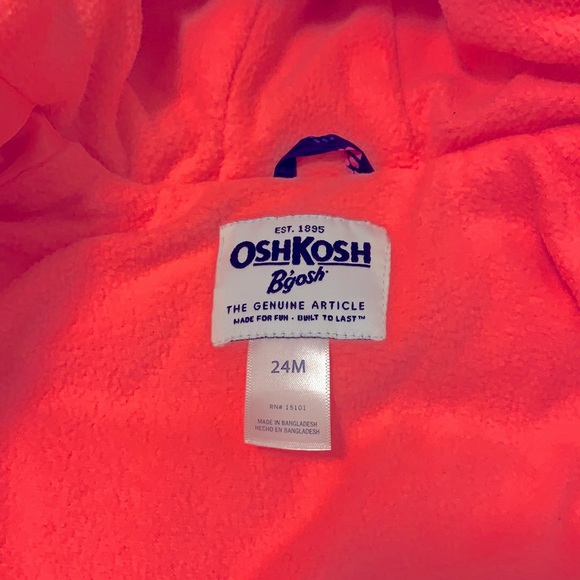 EST. 1895
OSHKOSH
B'gosh
THE GENUINE ARTICLE
MADE FOR FUN • BUILT TO LAST™
24M
RN# 15101
MADE IN BANGLADESH
HECHO EN BANGLADESH